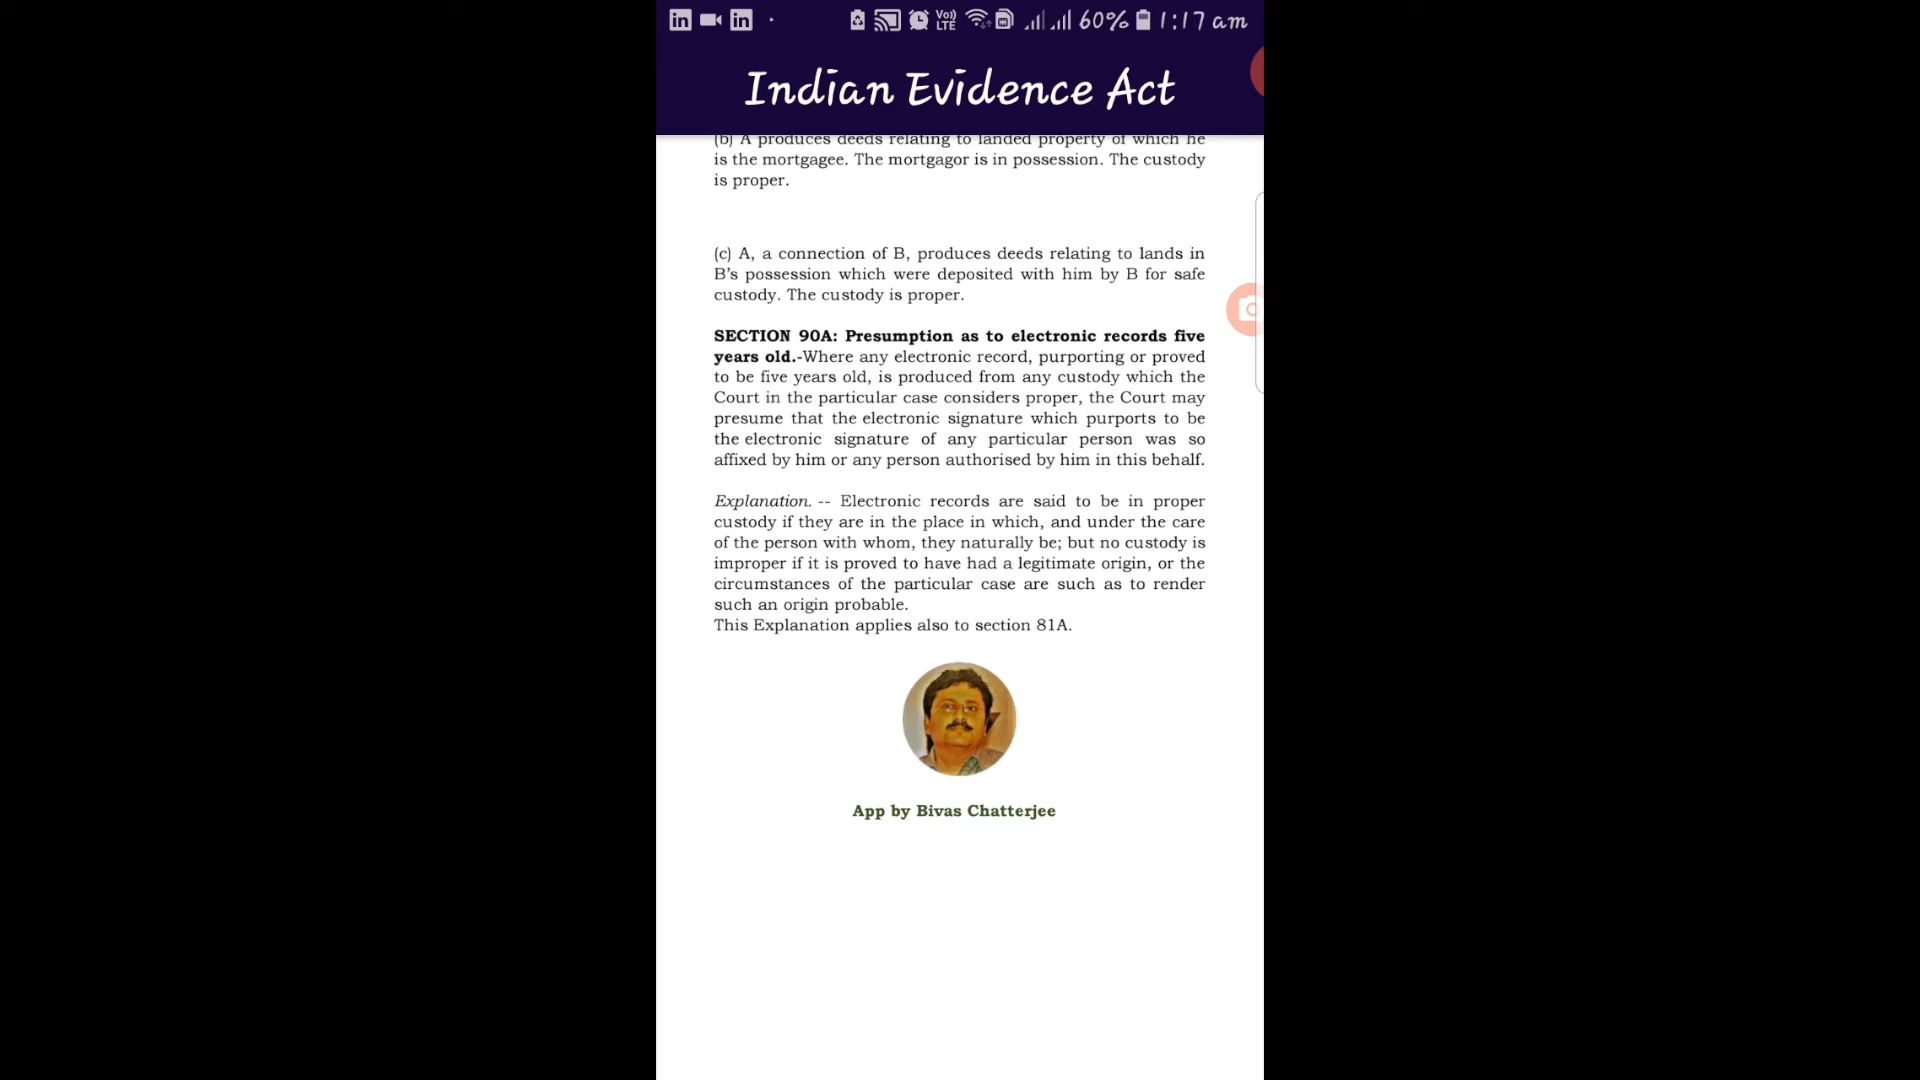 60% 1:17 am
Indian Evidence Act
(b) A produces deeds relating to landed property of which he
is the mortgagee. The mortgagor is in possession. The custody
is proper.
(c) A, a connection of B, produces deeds relating to lands in
B’s possession which were deposited with him by B for safe
custody. The custody is proper.
SECTION 90A: Presumption as to electronic records five
years old.-Where any electronic record, purporting or proved
to be five years old, is produced from any custody which the
Court in the particular case considers proper, the Court may
presume that the electronic signature which purports to be
the electronic signature of any particular person was so
affixed by him or any person authorised by him in this behalf.
Explanation. -- Electronic records are said to be in proper
custody if they are in the place in which, and under the care
of the person with whom, they naturally be; but no custody is
improper if it is proved to have had a legitimate origin, or the
circumstances of the particular case are such as to render
such an origin probable.
This Explanation applies also to section 81A.
App by Bivas Chatterjee